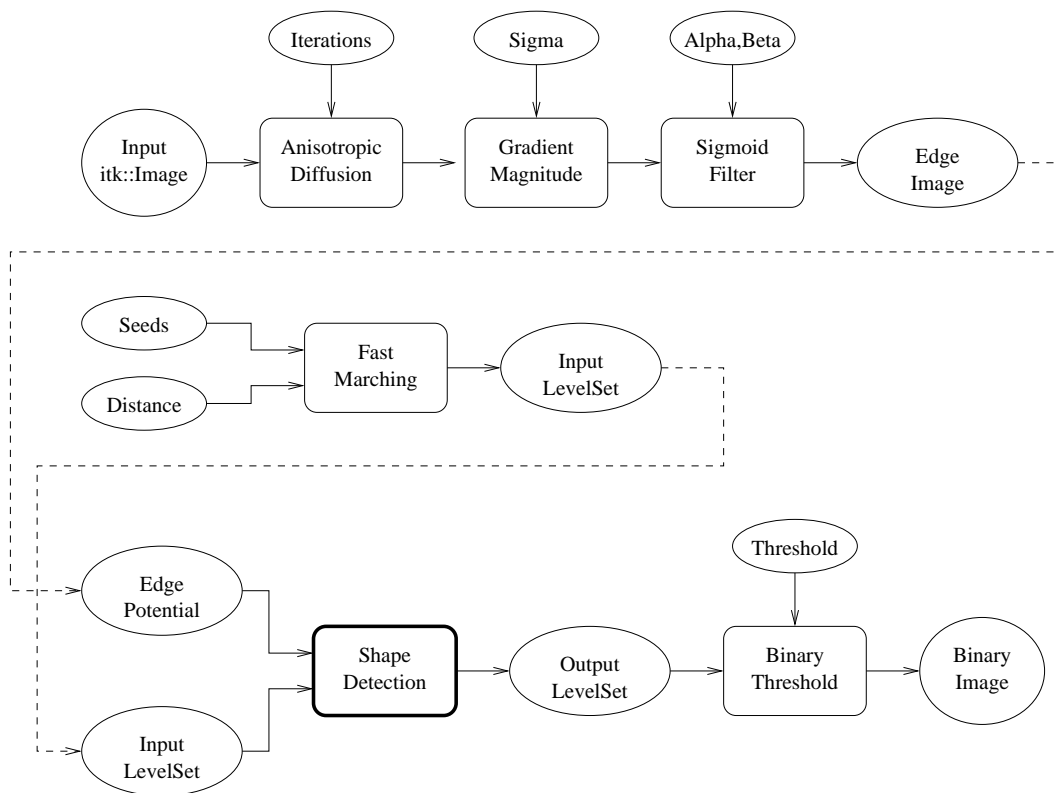 Iterations
Sigma
Alpha,Beta
Input
itk::Image
Anisotropic
Diffusion
Gradient
Magnitude
Sigmoid
Filter
Edge
Image
Seeds
Distance
Fast
Marching
Input
LevelSet
Threshold
Edge
Potential
Shape
Detection
Output
LevelSet
Binary
Threshold
Binary
Image
Input
LevelSet